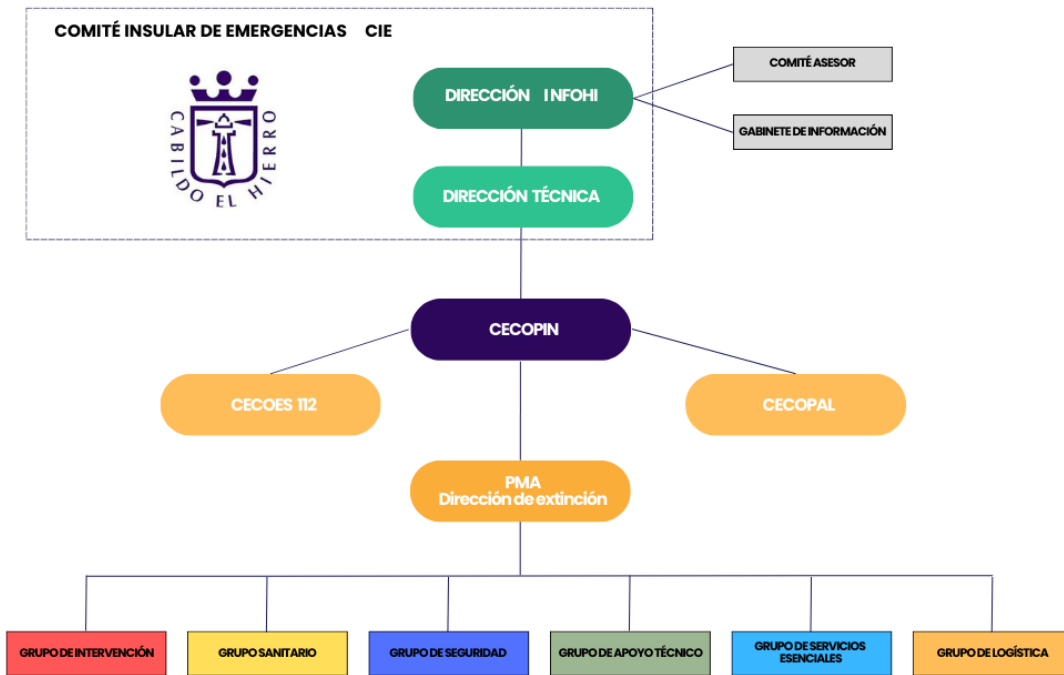 COMITÉ INSULAR DE EMERGENCIAS CIE
CABILDO EL HIERRO
DIRECCIÓN INFOHI
COMITÉ ASESOR
GABINETE DE INFORMACIÓN
DIRECCIÓN TÉCNICA
CECOPIN
CECOES 112
CECOPAL
PMA
Dirección de extinción
GRUPO DE INTERVENCIÓN
GRUPO SANITARIO
GRUPO DE SEGURIDAD
GRUPO DE APOYO TÉCNICO
GRUPO DE SERVICIOS
ESENCIALES
GRUPO DE LOGÍSTICA